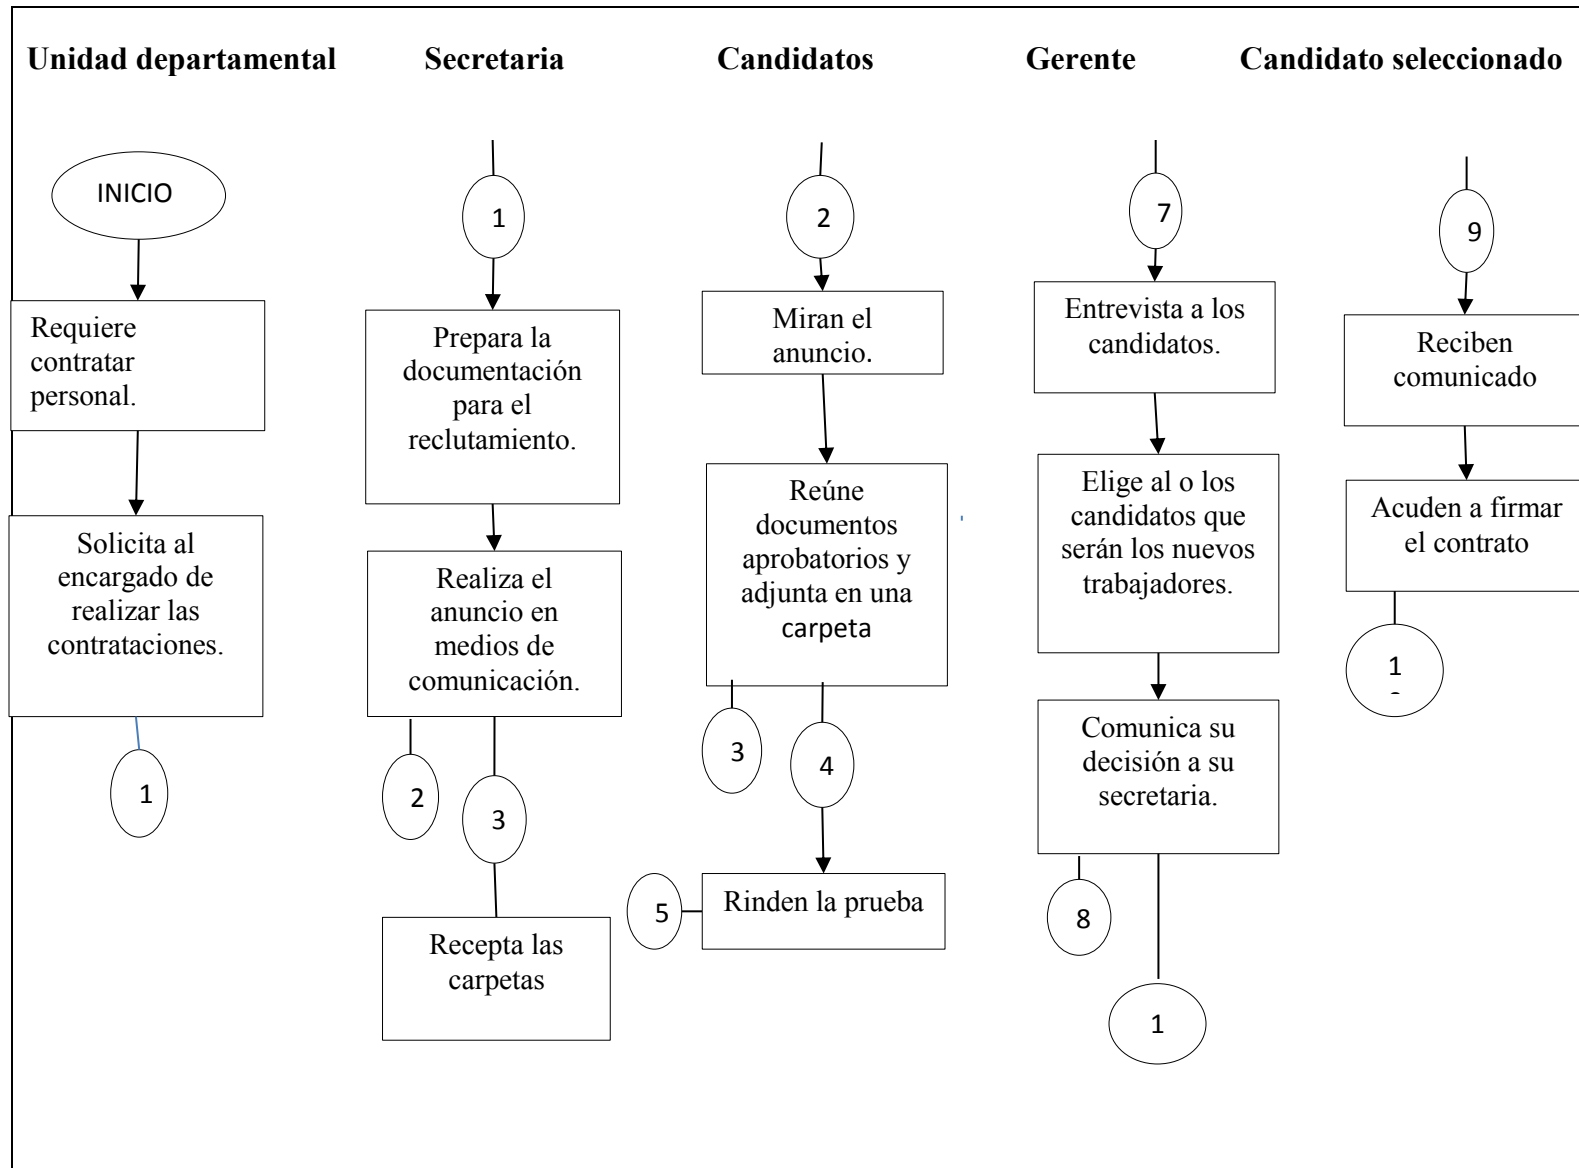 Unidad departamental
Secretaria
Candidatos
Gerente
Candidato seleccionado
INICIO
Requiere
contratar
personal.
Solicita al
encargado de
realizar las
contrataciones.
1
1
Prepara la
documentación
para el
reclutamiento.
Realiza el
anuncio en
medios de
comunicación.
2
3
Recepta las
carpetas
2
Miran el
anuncio.
Reúne
documentos
aprobatorios y
adjunta en una
carpeta
3
4
Rinden la prueba
5
7
Entrevista a los
candidatos.
Elige al o los
candidatos que
serán los nuevos
trabajadores.
Comunica su
decisión a su
secretaria.
8
1
9
Reciben
comunicado
Acuden a firmar
el contrato
1